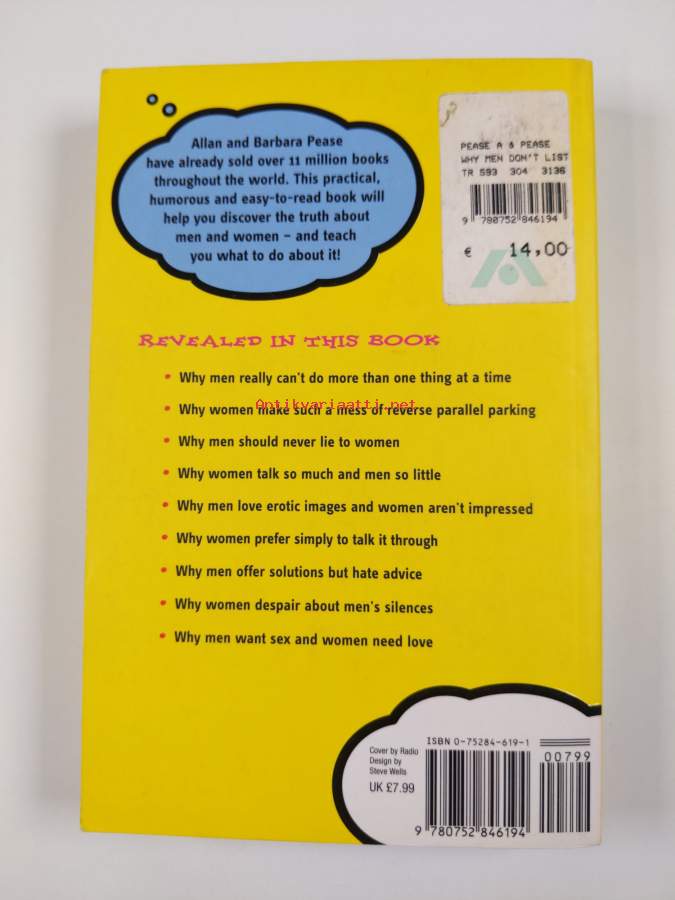 Allan and Barbara Pease
have already sold over 11 million books
throughout the world. This practical,
humorous and easy-to-read book will
help you discover the truth about
men and women – and teach
you what to do about it!
PEASE A & PEASE
WHY MEN DON'T LIST
TR 593 304 3136
9 780752 846194
€ 14,00
REVEALED IN THIS BOOK
• Why men really can't do more than one thing at a time
• Why women make such a mess of reverse parallel parking
Antikvariaatti.net
• Why men should never lie to women
• Why women talk so much and men so little
• Why men love erotic images and women aren't impressed
• Why women prefer simply to talk it through
• Why men offer solutions but hate advice
• Why women despair about men's silences
• Why men want sex and women need love
Cover by Radio
Design by
Steve Wells
UK £7.99
ISBN 0-75284-619-1
00799
9 780752 846194